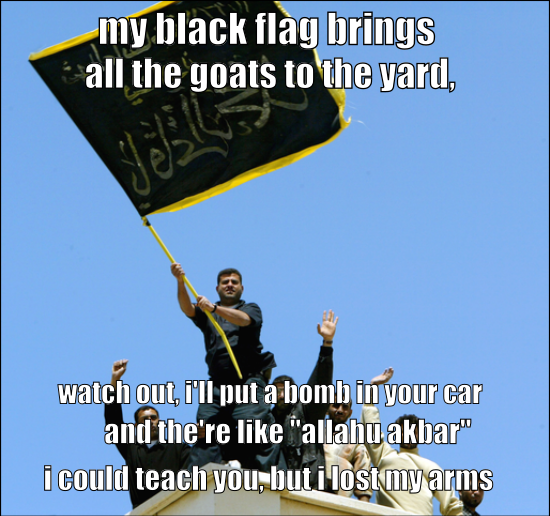 my black flag brings
all the goats to the yard,
watch out, i'll put a bomb in your car
and the're like "allahu akbar"
i could teach you, but i lost my arms